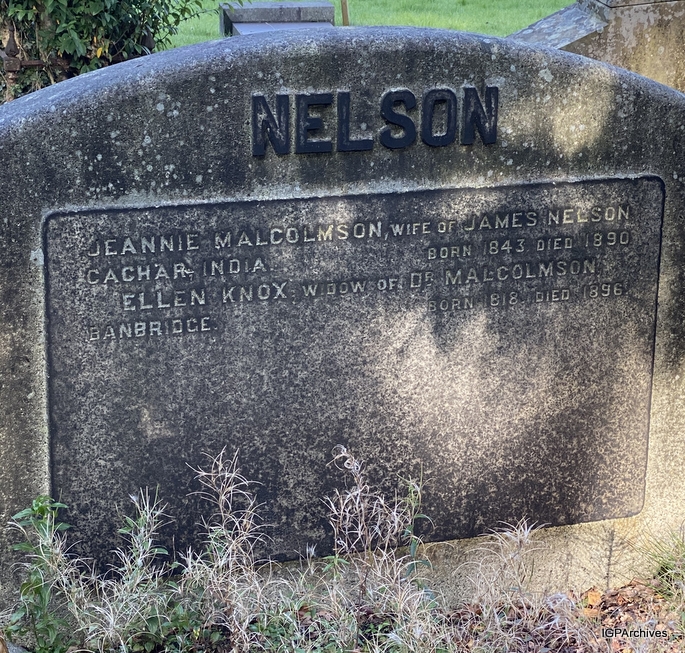 NELSON
JEANNIE MALCOLMSON, WIFE OF JAMES NELSON
CACHAR, INDIA. BORN 1843 DIED 1890
ELLEN KNOX, WIDOW OF DR MALCOLMSON
BANBRIDGE. BORN 1818. DIED 1896.
IGPArchives